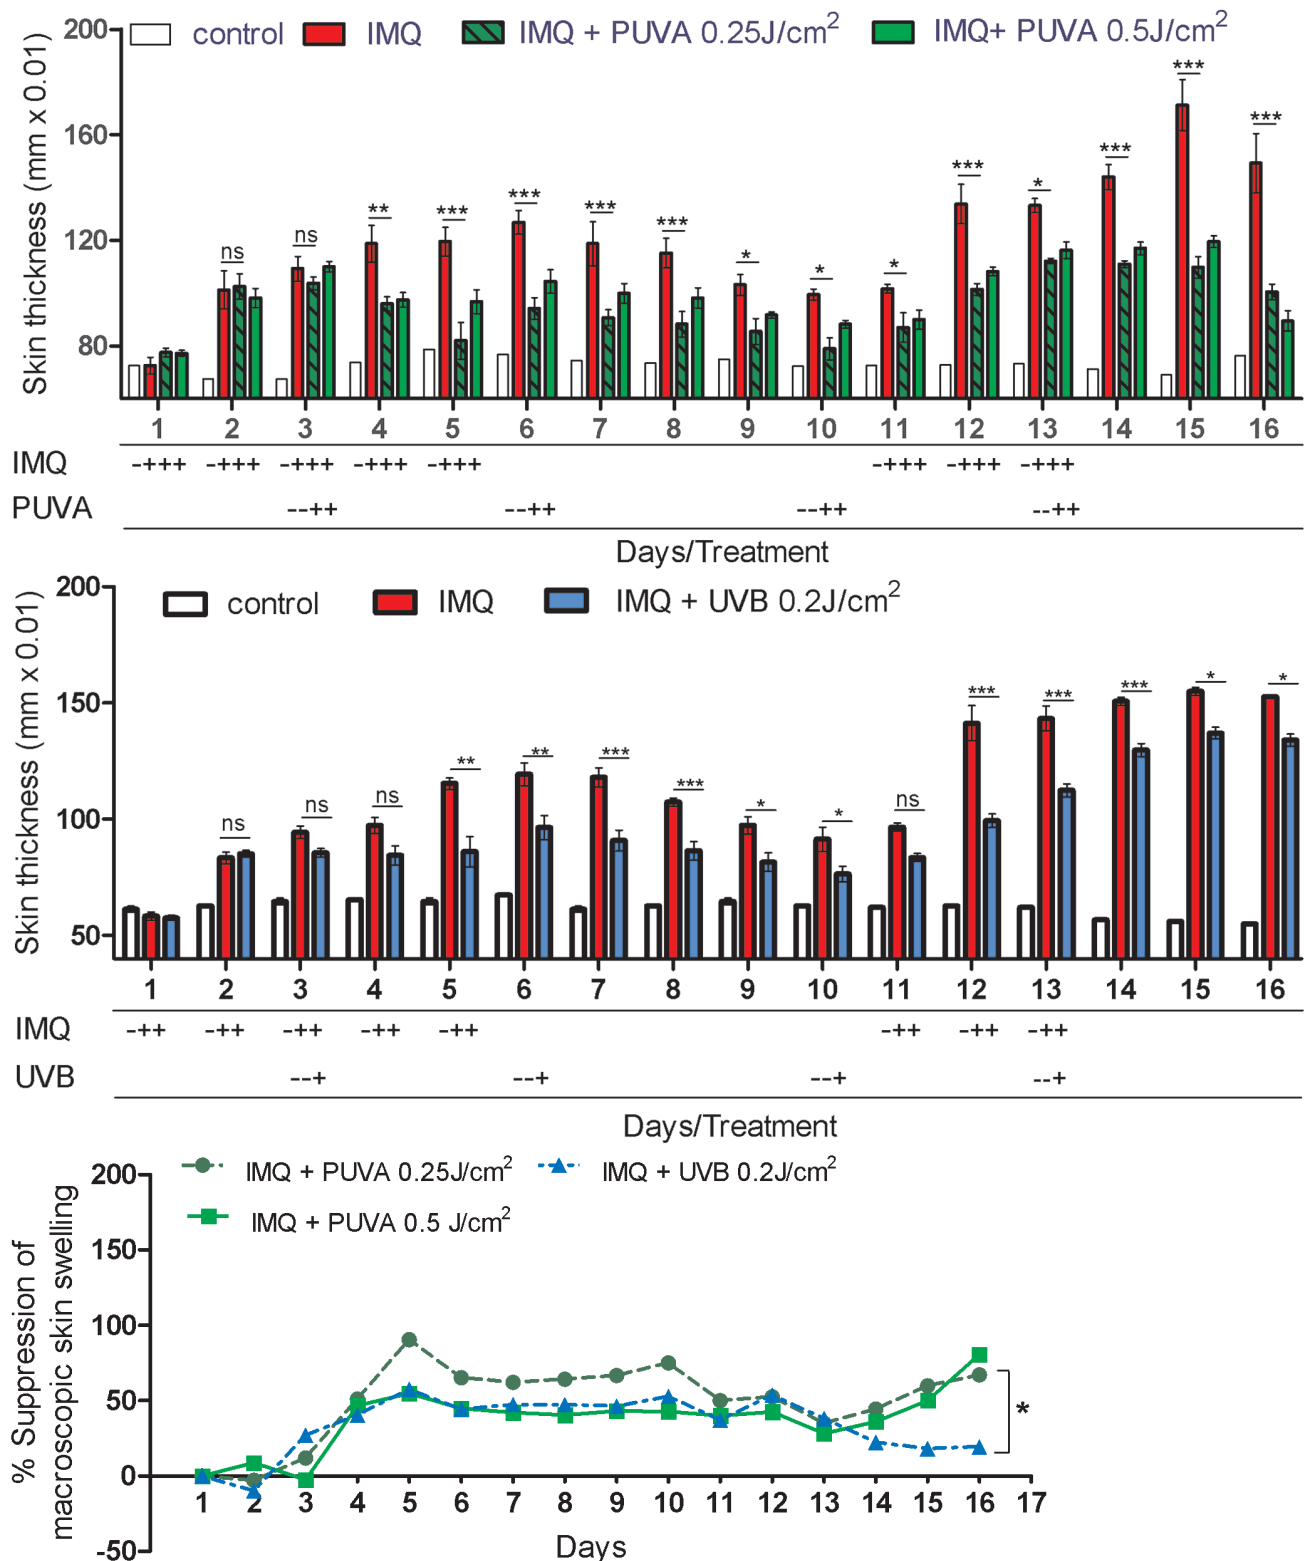 200
control IMQ IMQ + PUVA 0.25J/cm2 IMQ+ PUVA 0.5J/cm2
Skin thickness (mm x 0.01)
***
160
***
***
***
*
120
**
***
***
***
***
ns
ns
*
*
*
80
1 2 3 4 5 6 7 8 9 10 11 12 13 14 15 16
IMQ -+++ -+++ -+++ -+++ -+++ -+++ -+++ -+++
PUVA --++ --++ --++ --++
Days/Treatment
200
control IMQ IMQ + UVB 0.2J/cm2
Skin thickness (mm x 0.01)
150
*** *** *** * *
100
ns ns ns ** ** *** *** * * ns
50
1 2 3 4 5 6 7 8 9 10 11 12 13 14 15 16
IMQ -++ -++ -++ -++ -++ -++ -++ -++
UVB --+ --+ --+ --+
Days/Treatment
200
IMQ + PUVA 0.25J/cm2 IMQ + UVB 0.2J/cm2
IMQ + PUVA 0.5 J/cm2
% Suppression of
macroscopic skin swelling
150
100
50
*
0
1 2 3 4 5 6 7 8 9 10 11 12 13 14 15 16 17
-50
Days